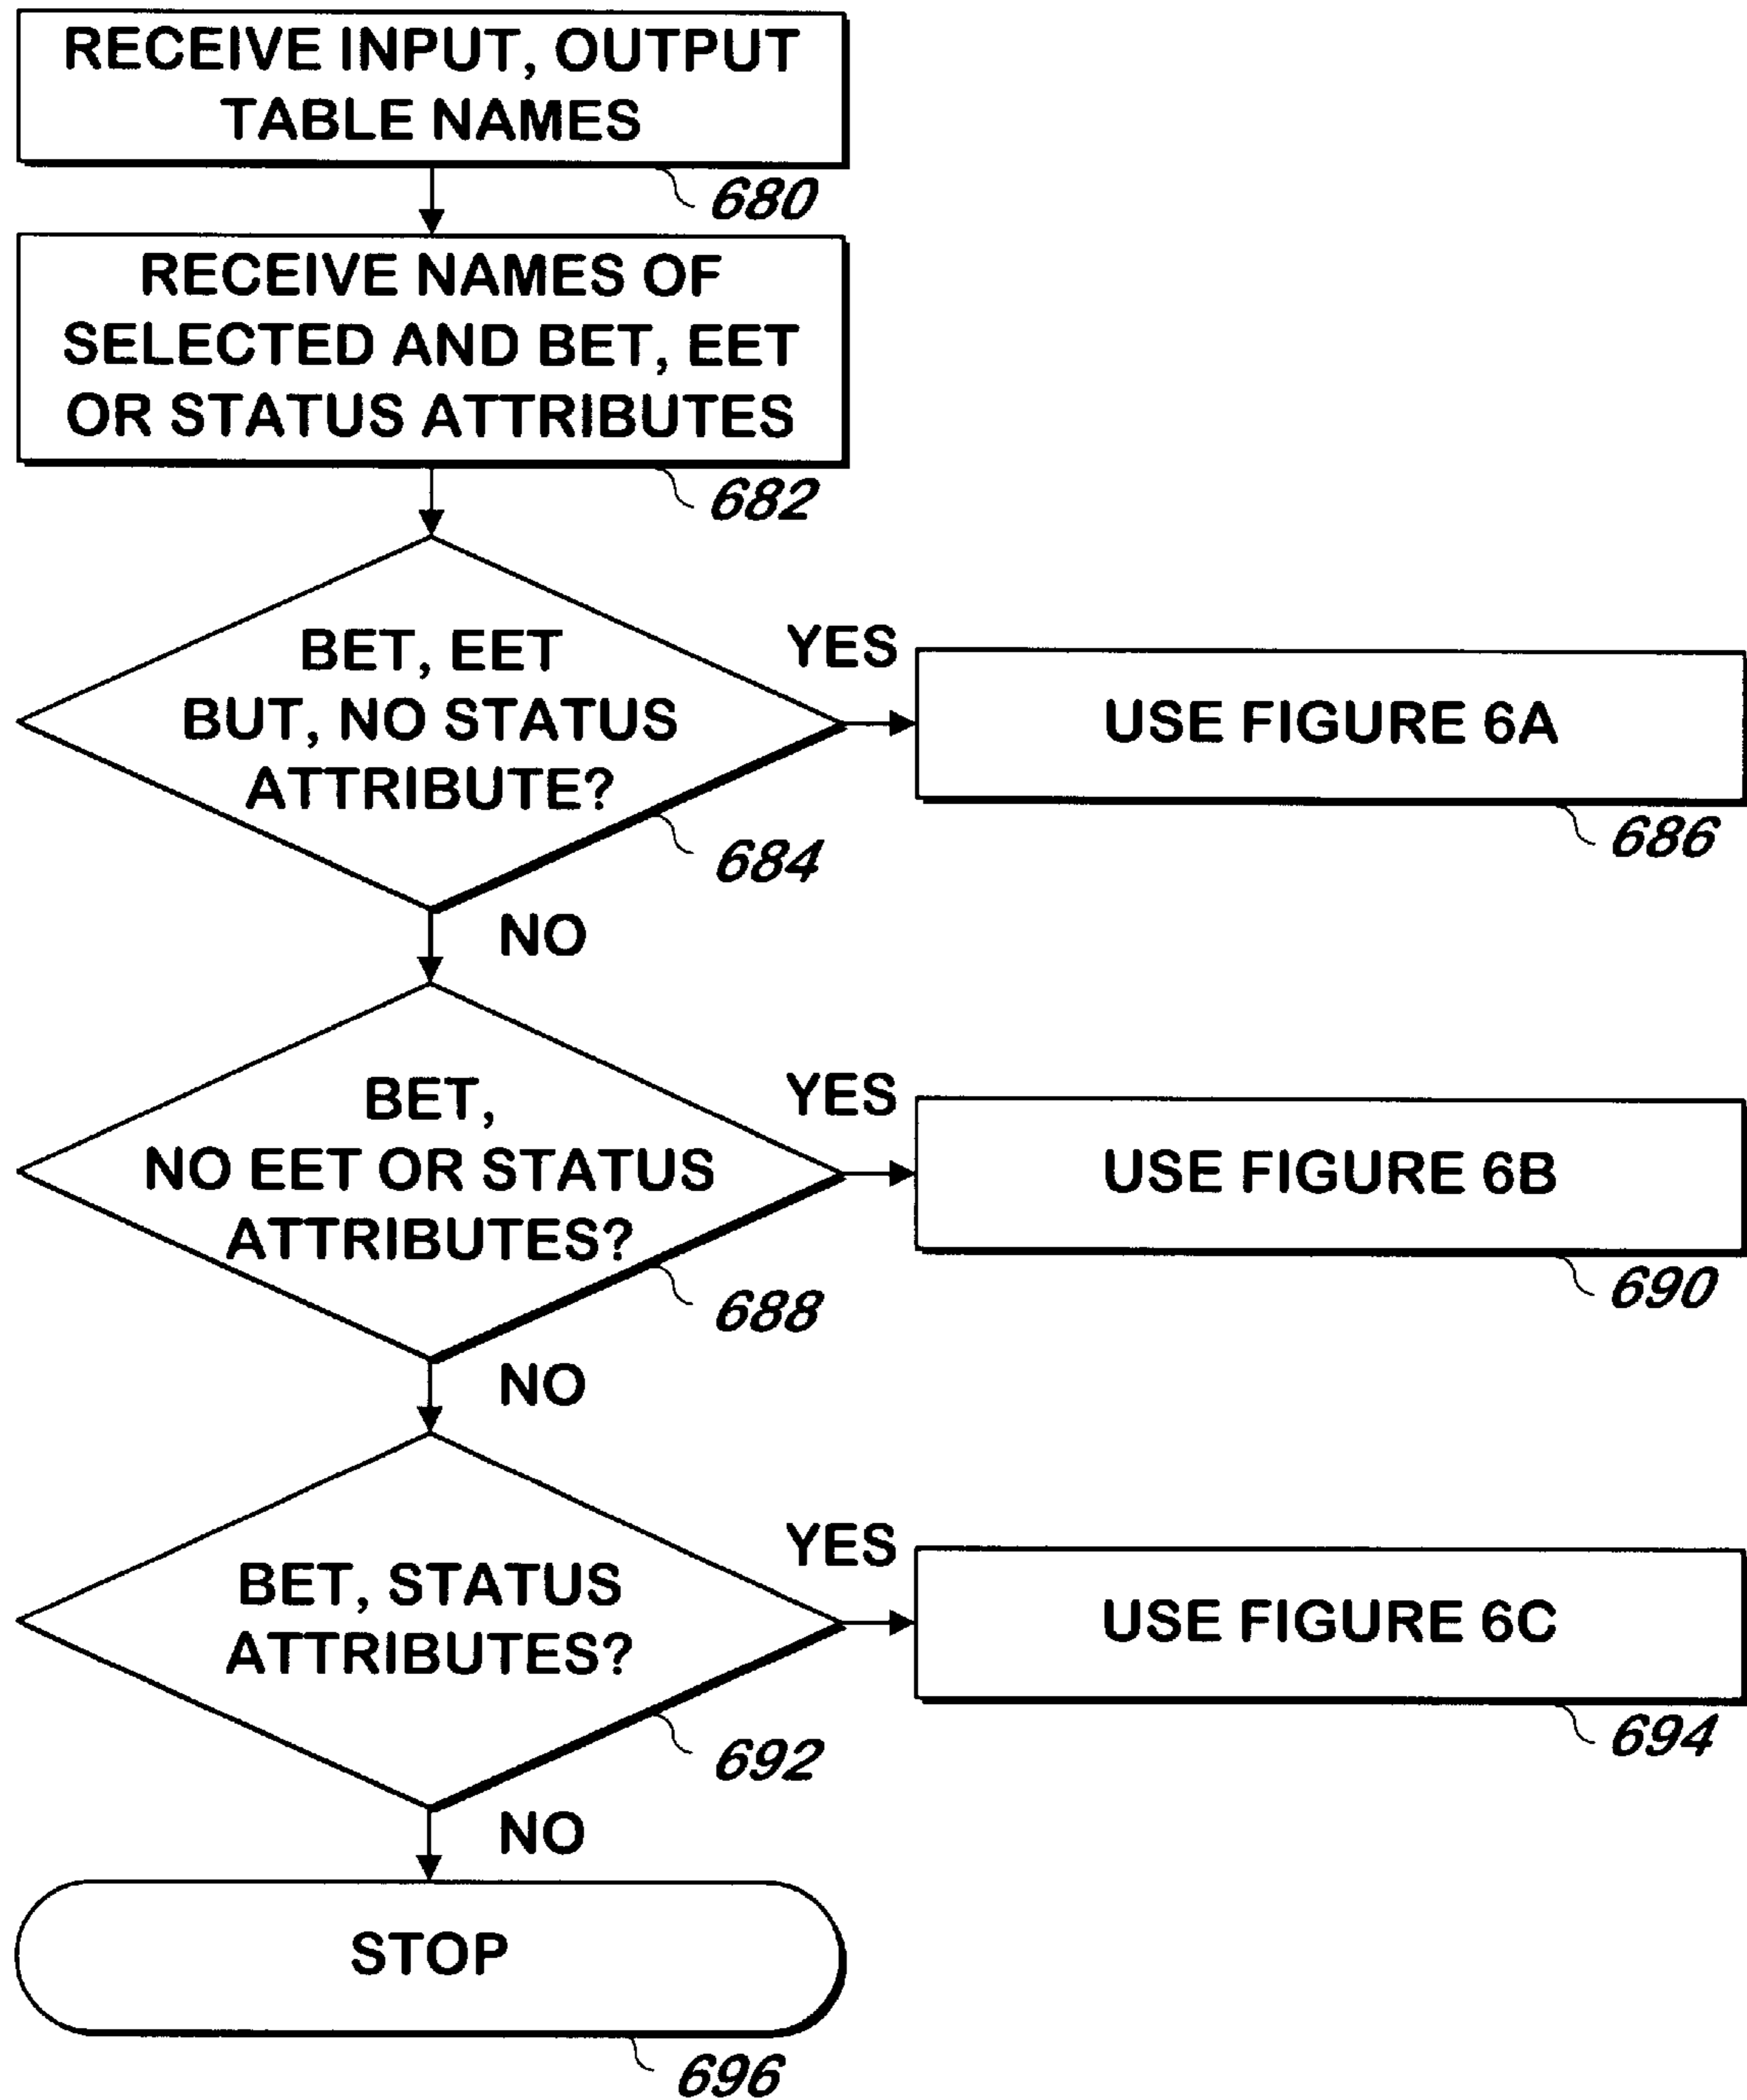 RECEIVE INPUT, OUTPUT
TABLE NAMES
680
RECEIVE NAMES OF
SELECTED AND BET, EET
OR STATUS ATTRIBUTES
682
BET, EET
BUT, NO STATUS
ATTRIBUTE?
684
YES
USE FIGURE 6A
686
NO
BET,
NO EET OR STATUS
ATTRIBUTES?
688
YES
USE FIGURE 6B
690
NO
BET, STATUS
ATTRIBUTES?
692
YES
USE FIGURE 6C
694
NO
STOP
696